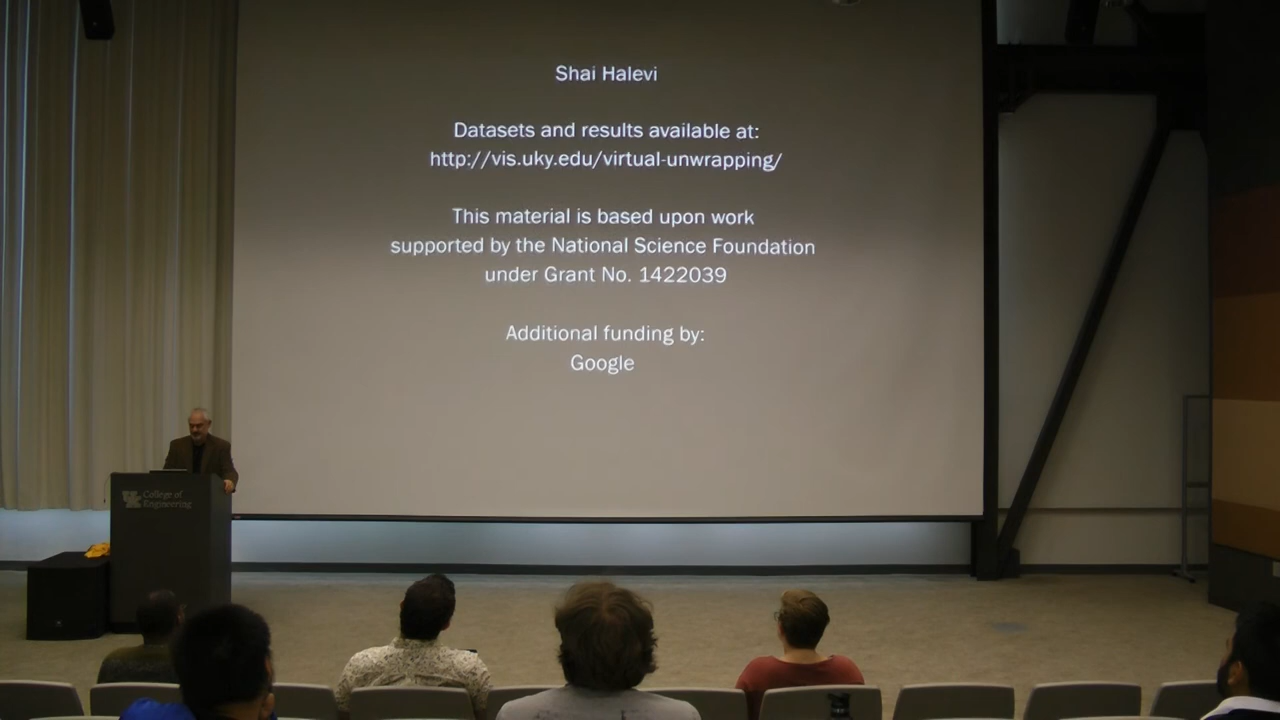 Shai Halevi
Datasets and results available at:
http://vis.uky.edu/virtual-unwrapping/
This material is based upon work
supported by the National Science Foundation
under Grant No. 1422039
Additional funding by:
Google
UK College of
Engineering